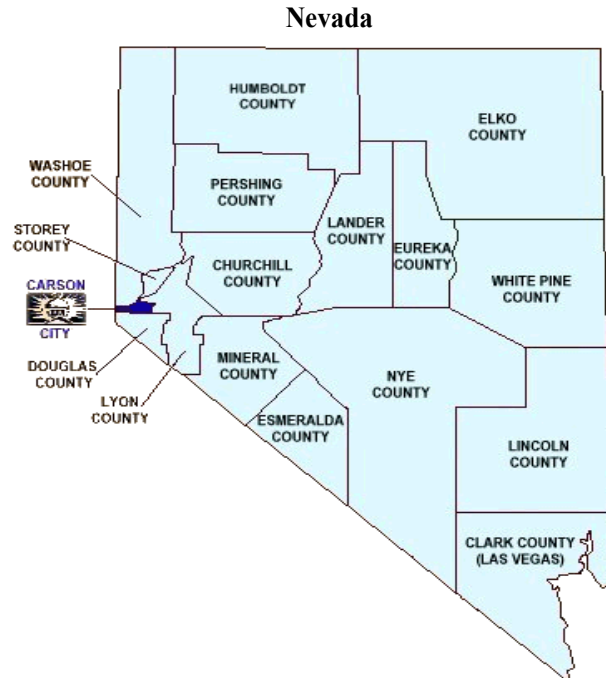 Nevada
HUMBOLDT
COUNTY
ELKO
COUNTY
WASHOE
COUNTY
PERSHING
COUNTY
STOREY
COUNTY
LANDER
COUNTY
EUREKA
COUNTY
CHURCHILL
COUNTY
WHITE PINE
COUNTY
CARSON
CITY
DOUGLAS
COUNTY
LYON
COUNTY
MINERAL
COUNTY
NYE
COUNTY
ESMERALDA
COUNTY
LINCOLN
COUNTY
CLARK COUNTY
(LAS VEGAS)